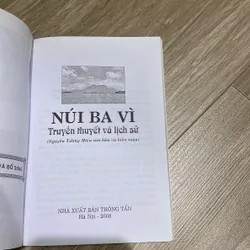 NÚI BA VÌ
Truyền thuyết và lịch sử
NHÀ XUẤT BẢN THÔNG TẤN
Hà Nội - 2008